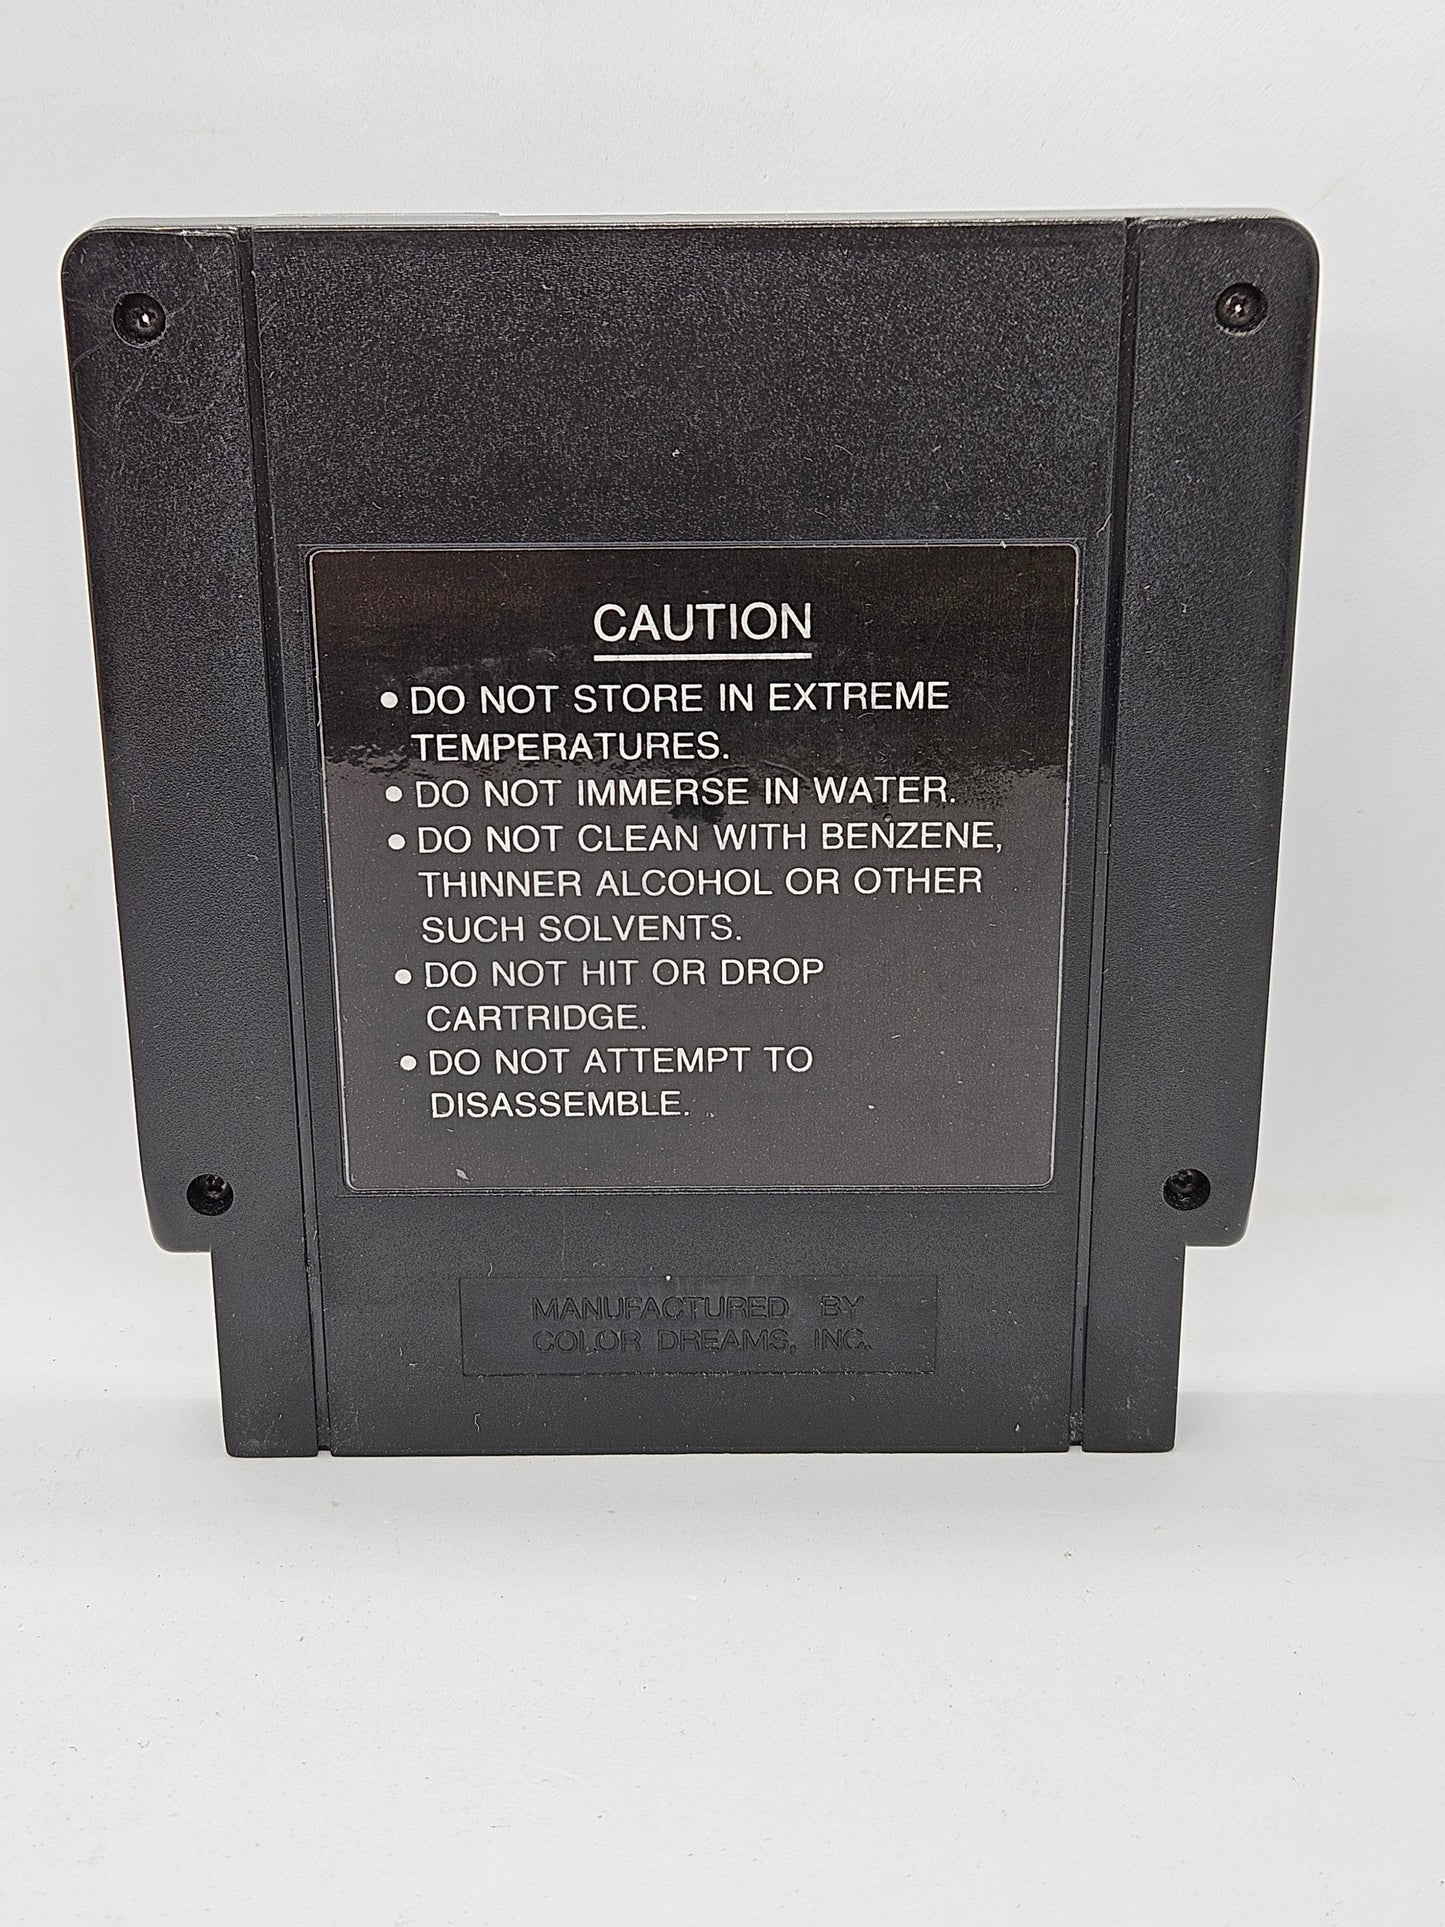 CAUTION
• DO NOT STORE IN EXTREME
TEMPERATURES.
• DO NOT IMMERSE IN WATER.
• DO NOT CLEAN WITH BENZENE,
THINNER ALCOHOL OR OTHER
SUCH SOLVENTS.
• DO NOT HIT OR DROP
CARTRIDGE.
• DO NOT ATTEMPT TO
DISASSEMBLE.
MANUFACTURED BY
COLOR DREAMS, INC.